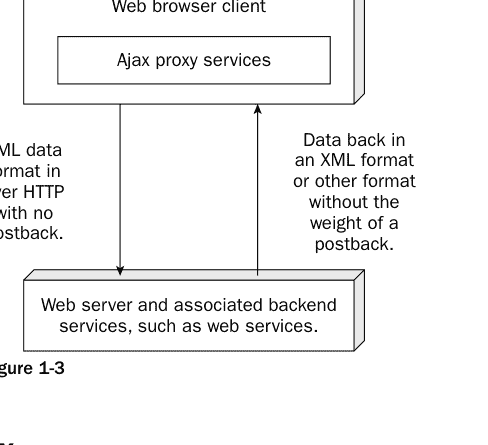 Web browser client
Ajax proxy services
ML data
ormat in
er HTTP
with no
ostback.
Data back in
an XML format
or other format
without the
weight of a
postback.
Web server and associated backend
services, such as web services.
gure 1-3